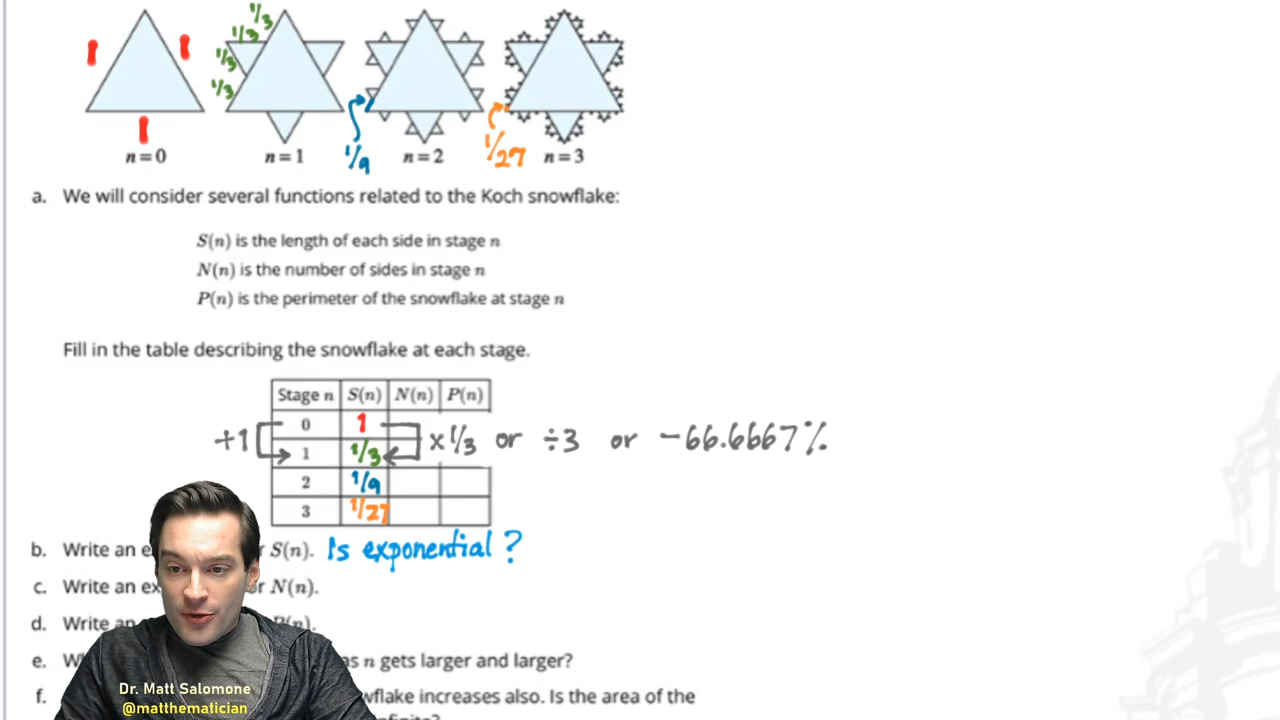 1 1 1
1/3 1/3 1/3 1/3
1/9
1/27
n = 0 n = 1 n = 2 n = 3
a. We will consider several functions related to the Koch snowflake:
S(n) is the length of each side in stage n
N(n) is the number of sides in stage n
P(n) is the perimeter of the snowflake at stage n
Fill in the table describing the snowflake at each stage.
Stage n S(n) N(n) P(n)
0 1
+1 ×1/3 or ÷3 or -66.6667%
1 1/3
2 1/9
3 1/27
b. Write an S(n). Is exponential?
c. Write an N(n).
d. Write an P(n).
e. as n gets larger and larger?
f. increases also. Is the area of the
Dr. Matt Salomone
@matthematician